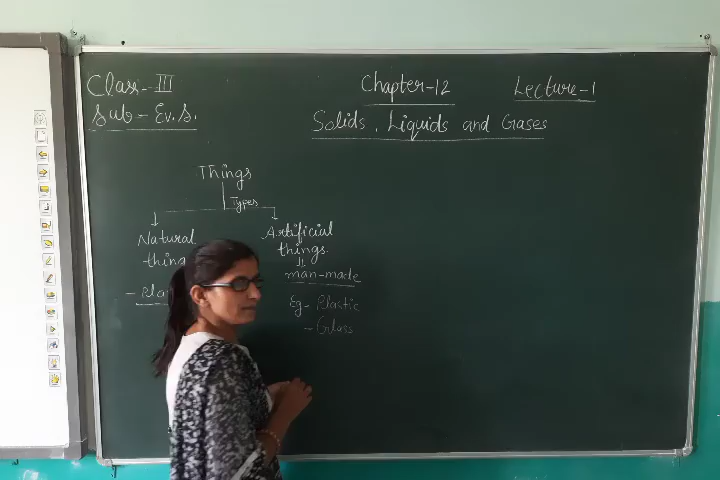 Class-III
Sub- Ev.S.
Chapter-12
Lecture-1
Solids, Liquids and Gases
Things
Types
Natural
Artificial
things.
man-made
Eg- Plastic
- Glass